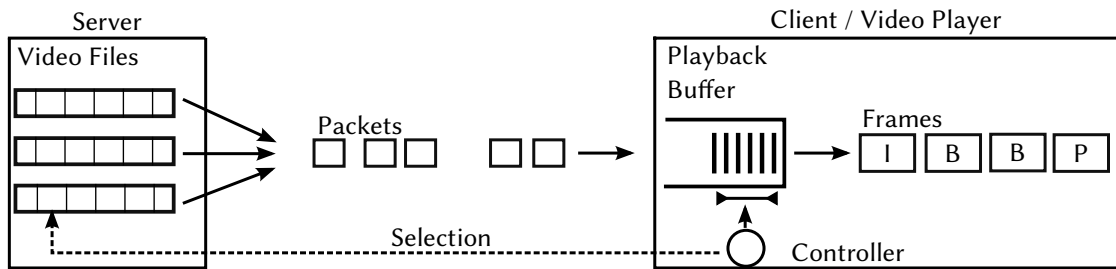 Server
Client / Video Player
Video Files
Playback
Buffer
Packets
Frames
I B B P
Selection
Controller